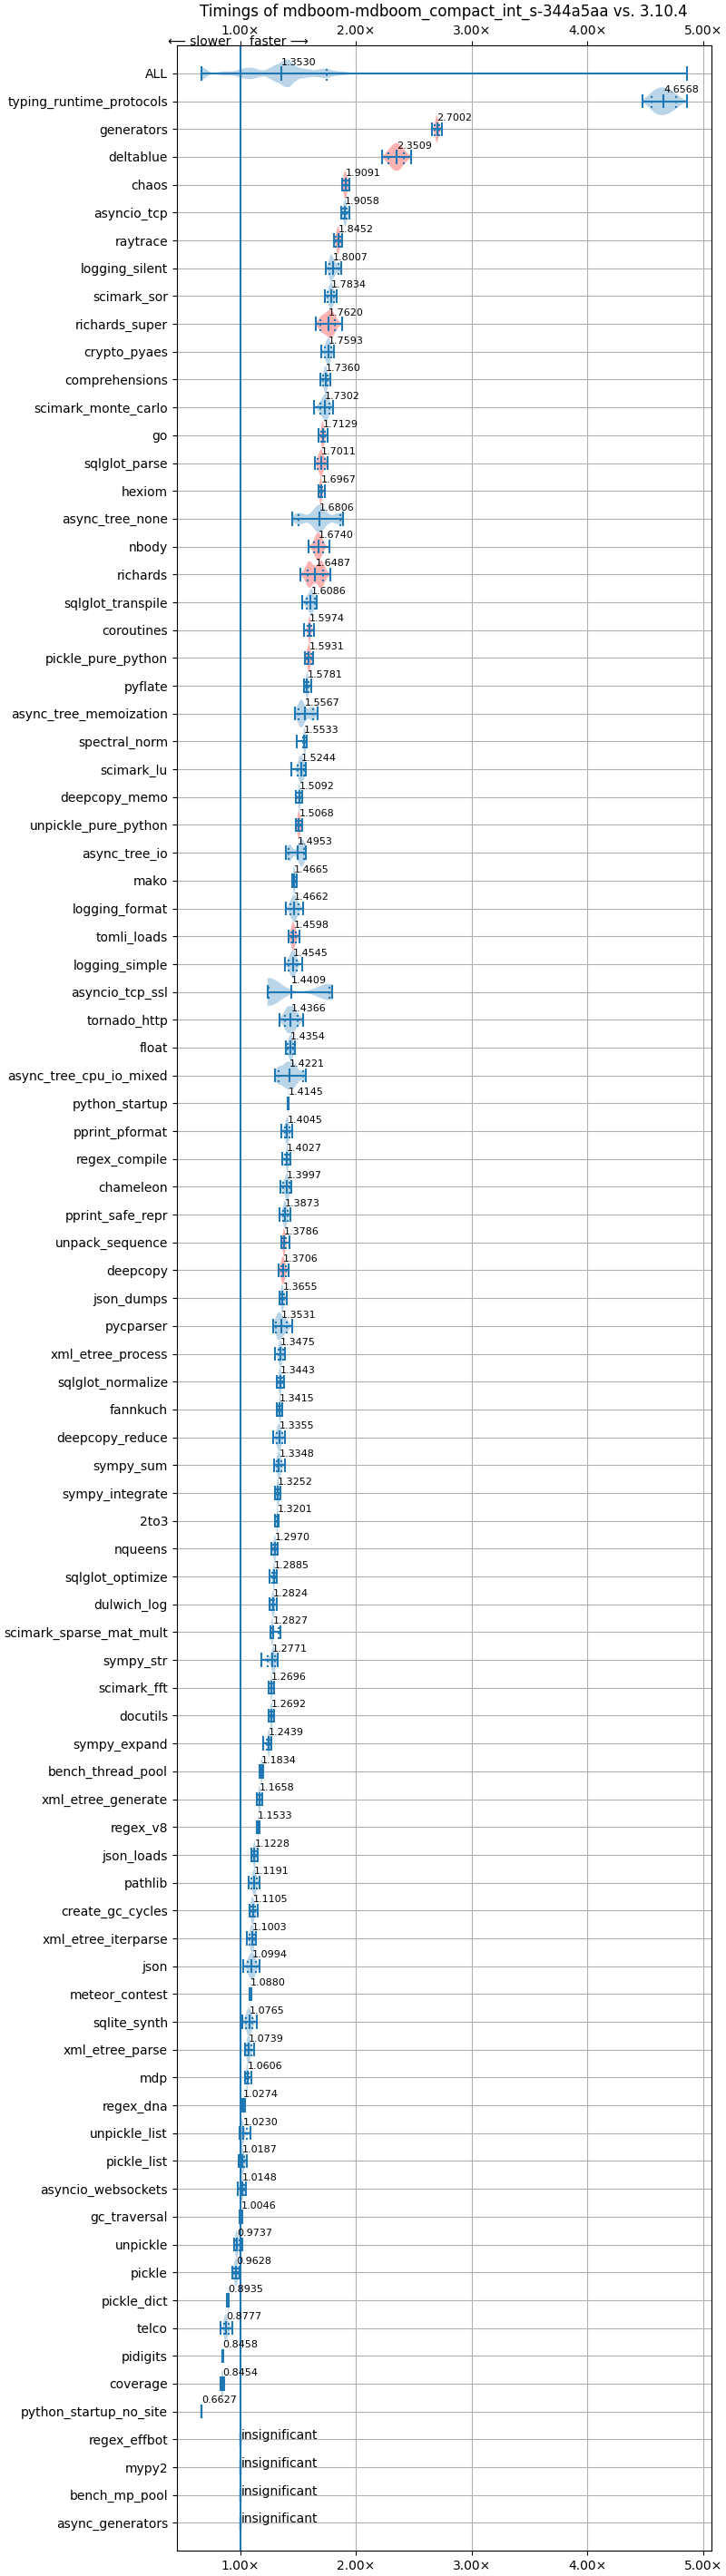 Timings of mdboom-mdboom_compact_int_s-344a5aa vs. 3.10.4
1.00× 2.00× 3.00× 4.00× 5.00×
⟵ slower faster ⟶
ALL 1.3530
typing_runtime_protocols 4.6568
generators 2.7002
deltablue 2.3509
chaos 1.9091
asyncio_tcp 1.9058
raytrace 1.8452
logging_silent 1.8007
scimark_sor 1.7834
richards_super 1.7620
crypto_pyaes 1.7593
comprehensions 1.7360
scimark_monte_carlo 1.7302
go 1.7129
sqlglot_parse 1.7011
hexiom 1.6967
async_tree_none 1.6806
nbody 1.6740
richards 1.6487
sqlglot_transpile 1.6086
coroutines 1.5974
pickle_pure_python 1.5931
pyflate 1.5781
async_tree_memoization 1.5567
spectral_norm 1.5533
scimark_lu 1.5244
deepcopy_memo 1.5092
unpickle_pure_python 1.5068
async_tree_io 1.4953
mako 1.4665
logging_format 1.4662
tomli_loads 1.4598
logging_simple 1.4545
asyncio_tcp_ssl 1.4409
tornado_http 1.4366
float 1.4354
async_tree_cpu_io_mixed 1.4221
python_startup 1.4145
pprint_pformat 1.4045
regex_compile 1.4027
chameleon 1.3997
pprint_safe_repr 1.3873
unpack_sequence 1.3786
deepcopy 1.3706
json_dumps 1.3655
pycparser 1.3531
xml_etree_process 1.3475
sqlglot_normalize 1.3443
fannkuch 1.3415
deepcopy_reduce 1.3355
sympy_sum 1.3348
sympy_integrate 1.3252
2to3 1.3201
nqueens 1.2970
sqlglot_optimize 1.2885
dulwich_log 1.2824
scimark_sparse_mat_mult 1.2827
sympy_str 1.2771
scimark_fft 1.2696
docutils 1.2692
sympy_expand 1.2439
bench_thread_pool 1.1834
xml_etree_generate 1.1658
regex_v8 1.1533
json_loads 1.1228
pathlib 1.1191
create_gc_cycles 1.1105
xml_etree_iterparse 1.1003
json 1.0994
meteor_contest 1.0880
sqlite_synth 1.0765
xml_etree_parse 1.0739
mdp 1.0606
regex_dna 1.0274
unpickle_list 1.0230
pickle_list 1.0187
asyncio_websockets 1.0148
gc_traversal 1.0046
unpickle 0.9737
pickle 0.9628
pickle_dict 0.8935
telco 0.8777
pidigits 0.8458
coverage 0.8454
python_startup_no_site 0.6627
regex_effbot insignificant
mypy2 insignificant
bench_mp_pool insignificant
async_generators insignificant
1.00× 2.00× 3.00× 4.00× 5.00×